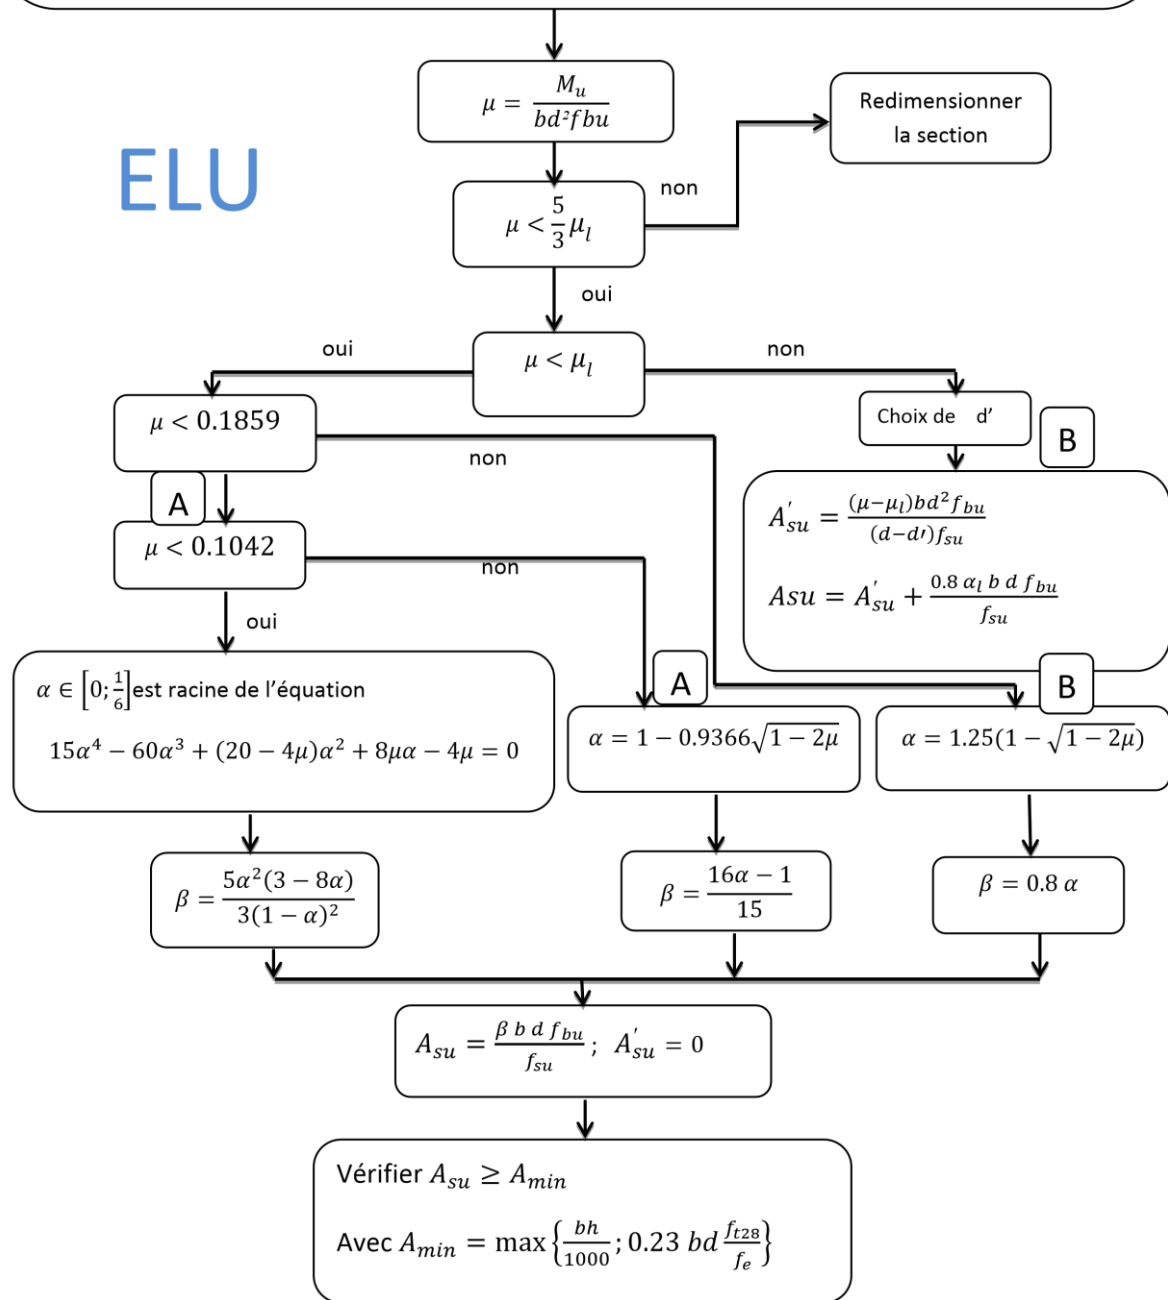 μ = M_u / bd²fbu
Redimensionner
la section
ELU
non
μ < 5/3 μ_l
oui
oui
μ < μ_l
non
μ < 0.1859
Choix de d'
B
non
A
A'_su = (μ−μ_l)bd²f_bu / (d−d′)f_su
μ < 0.1042
non
Asu = A'_su + 0.8 α_l b d f_bu / f_su
oui
α ∈ [0; 1/6] est racine de l'équation
A
B
15α⁴ − 60α³ + (20 − 4μ)α² + 8μα − 4μ = 0
α = 1 − 0.9366√(1 − 2μ)
α = 1.25(1 − √(1 − 2μ))
β = 5α²(3 − 8α) / 3(1 − α)²
β = 16α − 1 / 15
β = 0.8 α
A_su = β b d f_bu / f_su ; A'_su = 0
Vérifier A_su ≥ A_min
Avec A_min = max{bh/1000 ; 0.23 bd f_t28/f_e}